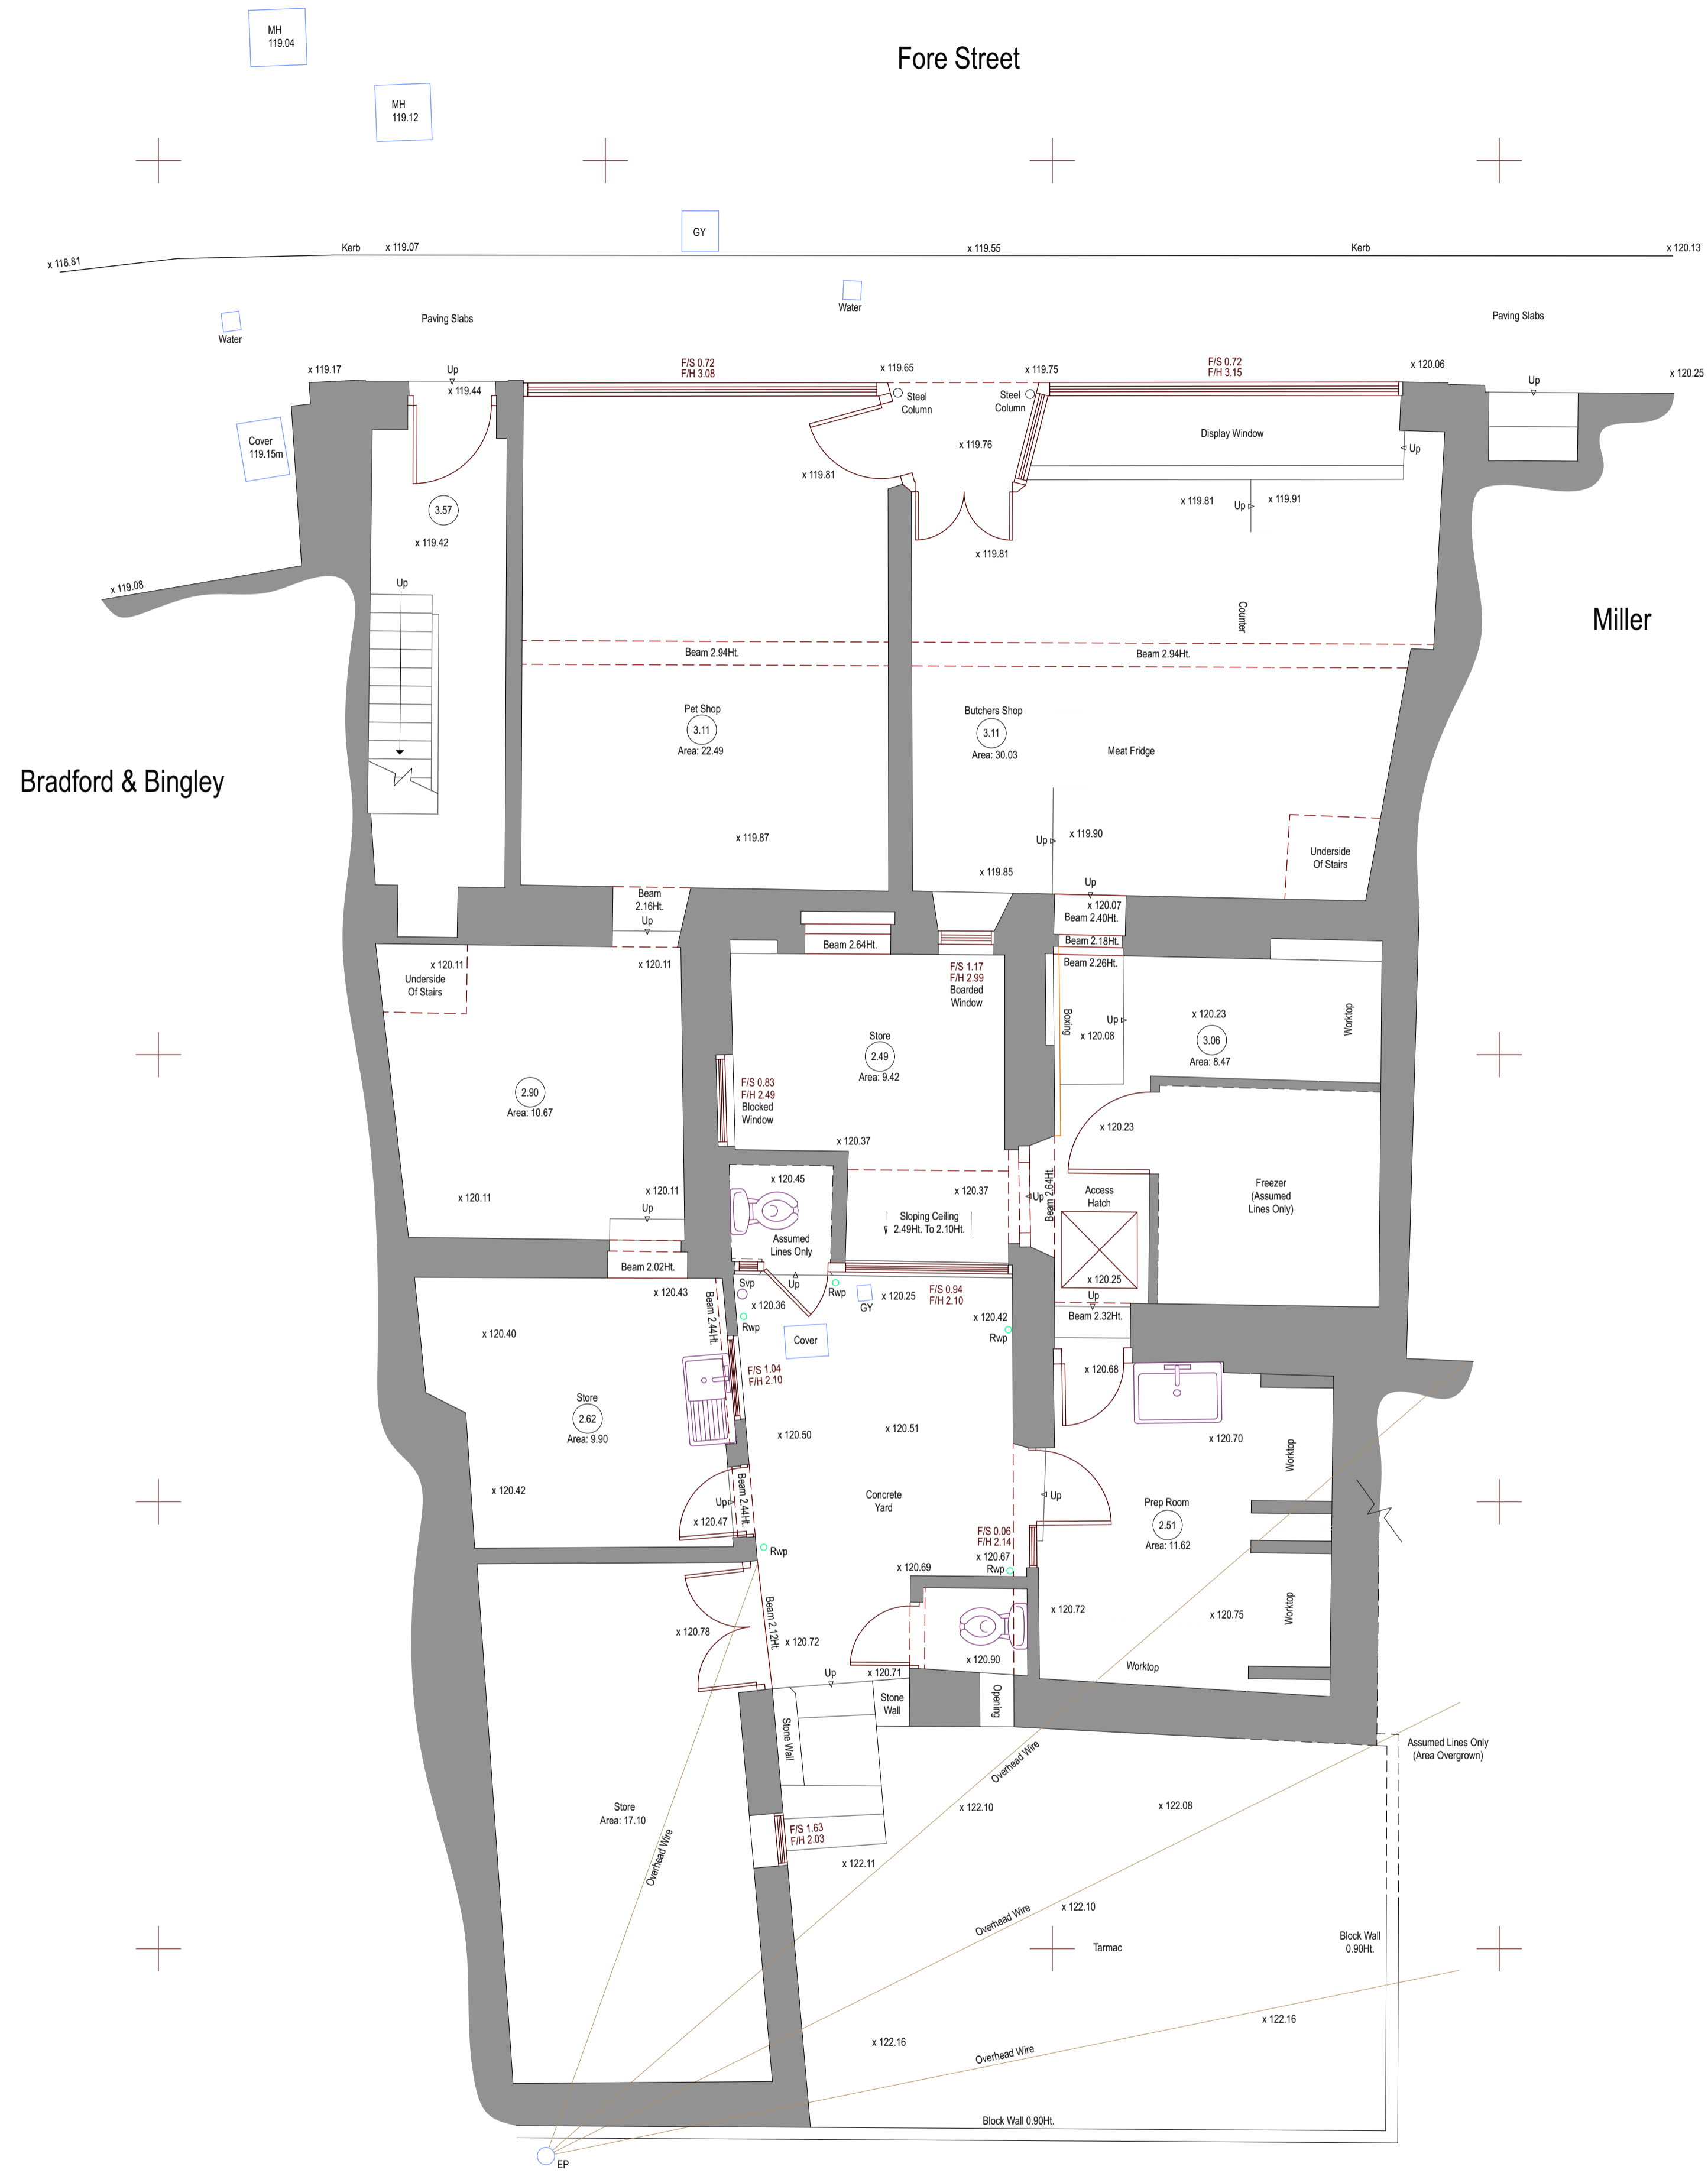 MH
119.04
Fore Street
MH
119.12
GY
Kerb
x 119.07
x 119.55
Kerb
x 120.13
x 118.81
Water
Water
Paving Slabs
Paving Slabs
x 119.17
Up
x 119.44
F/S 0.72
F/H 3.08
x 119.65
x 119.75
F/S 0.72
F/H 3.15
x 120.06
Up
x 120.25
Steel
Column
Steel
Column
Cover
119.15m
x 119.76
Display Window
Up
x 119.81
3.57
x 119.42
x 119.81
Up
x 119.91
x 119.81
Up
x 119.08
Counter
Miller
Beam 2.94Ht.
Beam 2.94Ht.
Pet Shop
3.11
Area: 22.49
Butchers Shop
3.11
Area: 30.03
Meat Fridge
Bradford & Bingley
x 119.87
Up
x 119.90
Underside
Of Stairs
x 119.85
Up
Beam
2.16Ht.
Up
x 120.07
Beam 2.40Ht.
Beam 2.64Ht.
Beam 2.18Ht.
Beam 2.26Ht.
x 120.11
x 120.11
Underside
Of Stairs
F/S 1.17
F/H 2.99
Boarded
Window
Boxing
Up
x 120.08
x 120.23
3.06
Area: 8.47
Worktop
Store
2.49
Area: 9.42
2.90
Area: 10.67
F/S 0.83
F/H 2.49
Blocked
Window
x 120.37
x 120.23
x 120.11
x 120.11
Up
x 120.45
x 120.37
Up
Beam 2.64Ht.
Access
Hatch
Freezer
(Assumed
Lines Only)
Assumed
Lines Only
Sloping Ceiling
2.49Ht. To 2.10Ht.
Beam 2.02Ht.
x 120.25
x 120.43
Svp
Up
Rwp
x 120.36
GY
x 120.25
F/S 0.94
F/H 2.10
Up
Beam 2.32Ht.
x 120.40
Beam 2.44Ht.
Rwp
Cover
x 120.42
Rwp
F/S 1.04
F/H 2.10
x 120.68
Store
2.62
Area: 9.90
x 120.50
x 120.51
x 120.70
Worktop
x 120.42
Up
x 120.47
Beam 2.44Ht.
Concrete
Yard
Up
Prep Room
2.51
Area: 11.62
F/S 0.06
F/H 2.14
x 120.67
Rwp
Rwp
x 120.69
x 120.78
Beam 2.12Ht.
x 120.72
x 120.72
x 120.75
Worktop
x 120.71
x 120.90
Worktop
Up
Stone
Wall
Opening
Stone Wall
Assumed Lines Only
(Area Overgrown)
Overhead Wire
Store
Area: 17.10
x 122.10
x 122.08
F/S 1.63
F/H 2.03
Overhead Wire
x 122.11
x 122.10
Overhead Wire
Tarmac
Block Wall
0.90Ht.
x 122.16
x 122.16
Overhead Wire
Block Wall 0.90Ht.
EP